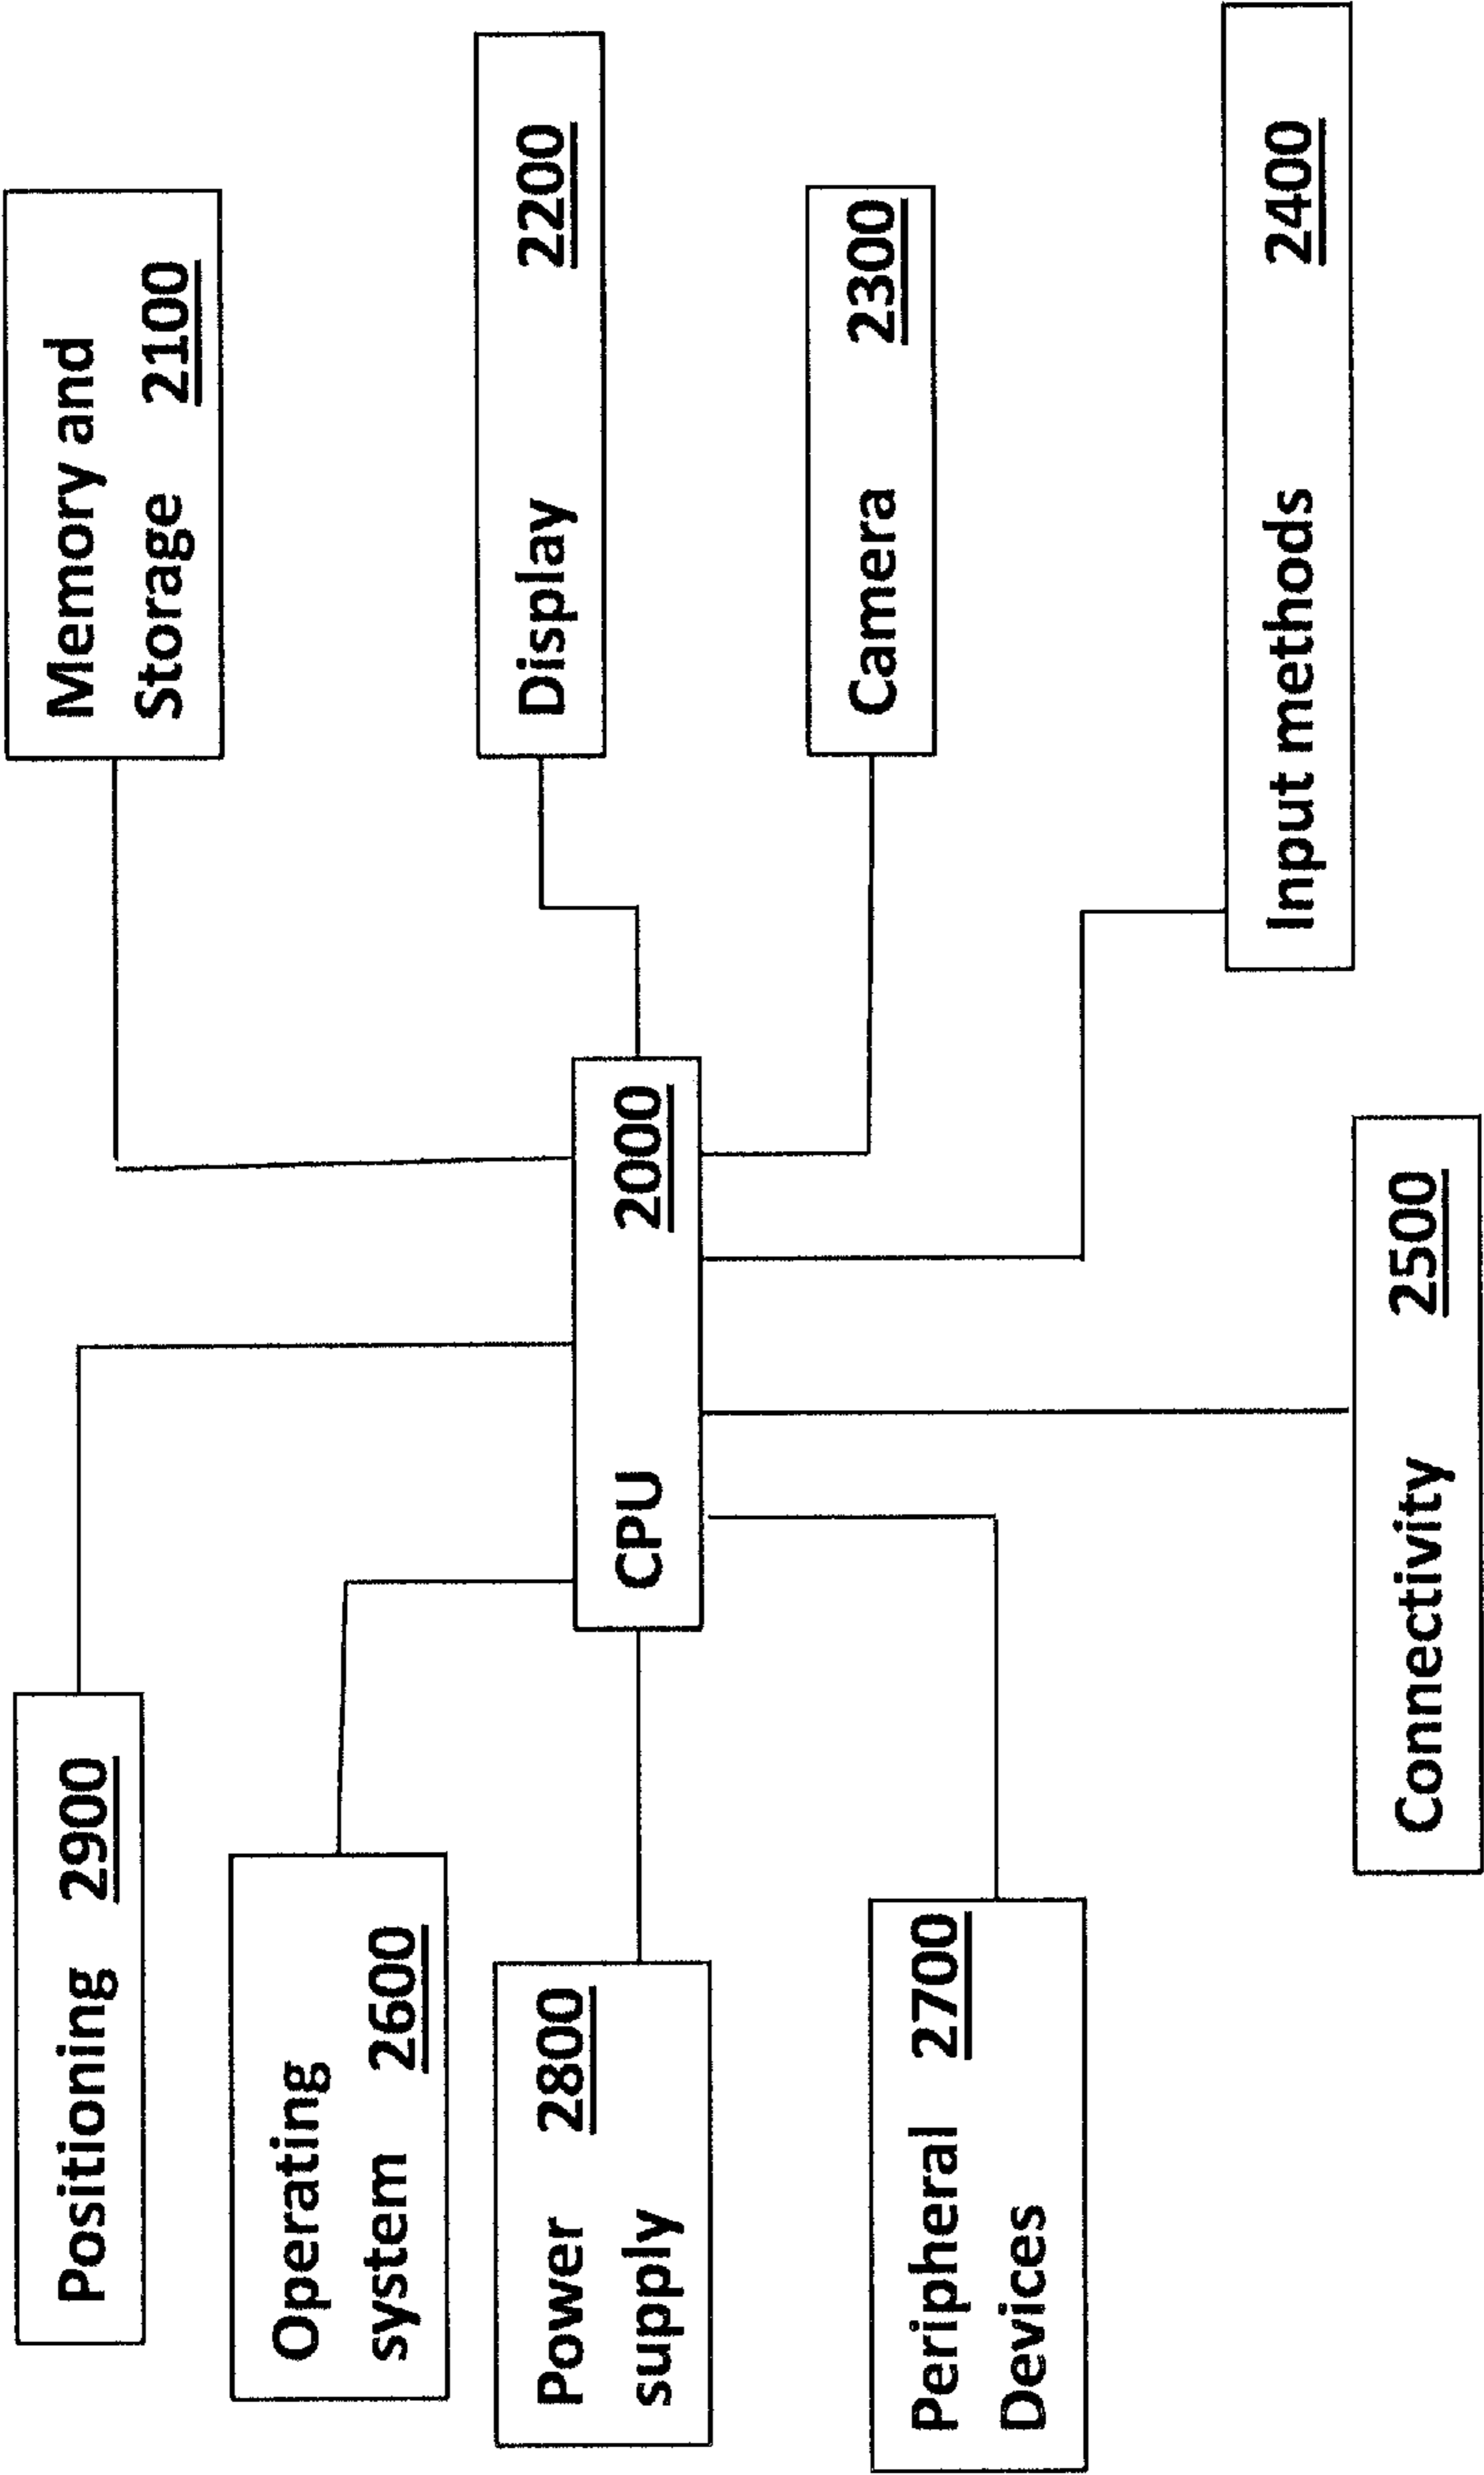 Positioning 2900
Memory and
Storage 2100
Operating
system 2600
Display 2200
Power 2800
supply
CPU 2000
Camera 2300
Peripheral 2700
Devices
Input methods 2400
Connectivity 2500